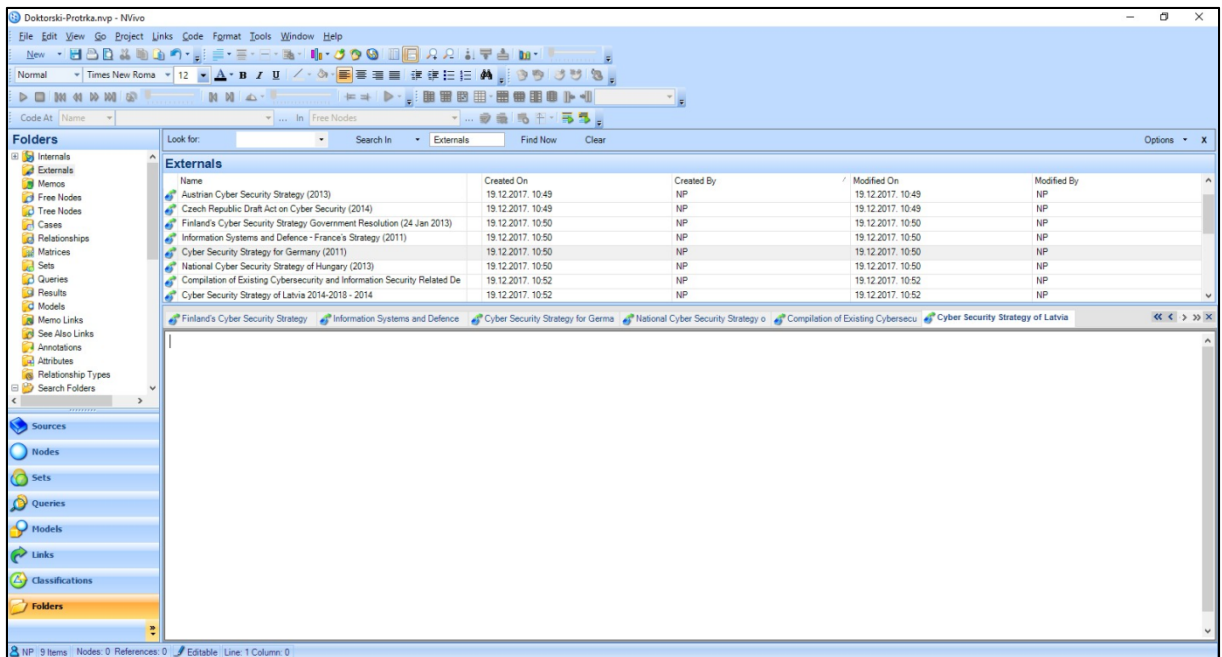 Doktorski-Protrka.nvp - NVivo
File Edit View Go Project Links Code Format Tools Window Help
New
Normal Times New Roma 12 A B I U
Code At Name ... In Free Nodes ...
Folders
Look for: Search In Externals Find Now Clear Options x
Internals
Externals
Memos
Free Nodes
Tree Nodes
Cases
Relationships
Matrices
Sets
Queries
Results
Models
Memo Links
See Also Links
Annotations
Attributes
Relationship Types
Search Folders
Externals
Name Created On Created By Modified On Modified By
Austrian Cyber Security Strategy (2013) 19.12.2017. 10:49 NP 19.12.2017. 10:49 NP
Czech Republic Draft Act on Cyber Security (2014) 19.12.2017. 10:49 NP 19.12.2017. 10:49 NP
Finland's Cyber Security Strategy Government Resolution (24 Jan 2013) 19.12.2017. 10:50 NP 19.12.2017. 10:50 NP
Information Systems and Defence - France's Strategy (2011) 19.12.2017. 10:50 NP 19.12.2017. 10:50 NP
Cyber Security Strategy for Germany (2011) 19.12.2017. 10:50 NP 19.12.2017. 10:50 NP
National Cyber Security Strategy of Hungary (2013) 19.12.2017. 10:50 NP 19.12.2017. 10:50 NP
Compilation of Existing Cybersecurity and Information Security Related De 19.12.2017. 10:52 NP 19.12.2017. 10:52 NP
Cyber Security Strategy of Latvia 2014-2018 - 2014 19.12.2017. 10:52 NP 19.12.2017. 10:52 NP
Finland's Cyber Security Strategy Information Systems and Defence Cyber Security Strategy for Germa National Cyber Security Strategy o Compilation of Existing Cybersecu Cyber Security Strategy of Latvia
Sources
Nodes
Sets
Queries
Models
Links
Classifications
Folders
NP 9 Items Nodes: 0 References: 0 Editable Line: 1 Column: 0